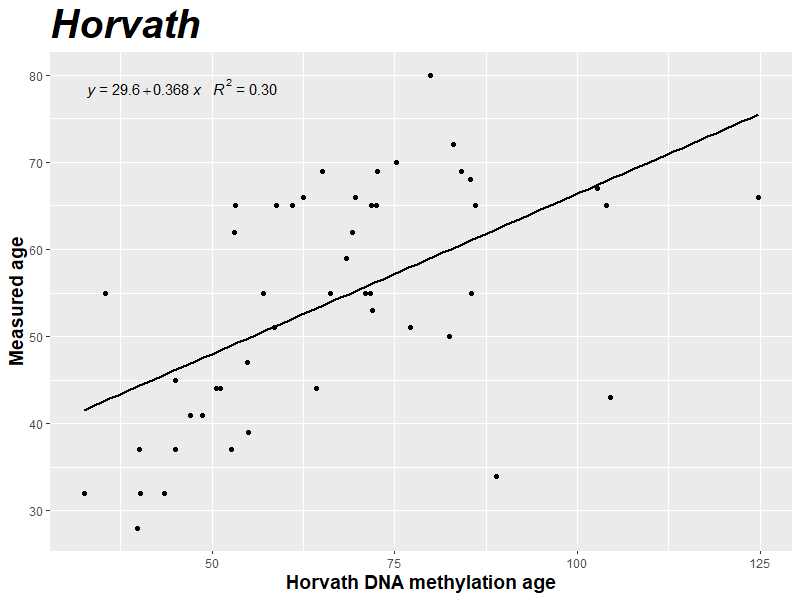 Horvath
y = 29.6 + 0.368 x R² = 0.30
80
70
60
50
40
30
Measured age
50 75 100 125
Horvath DNA methylation age